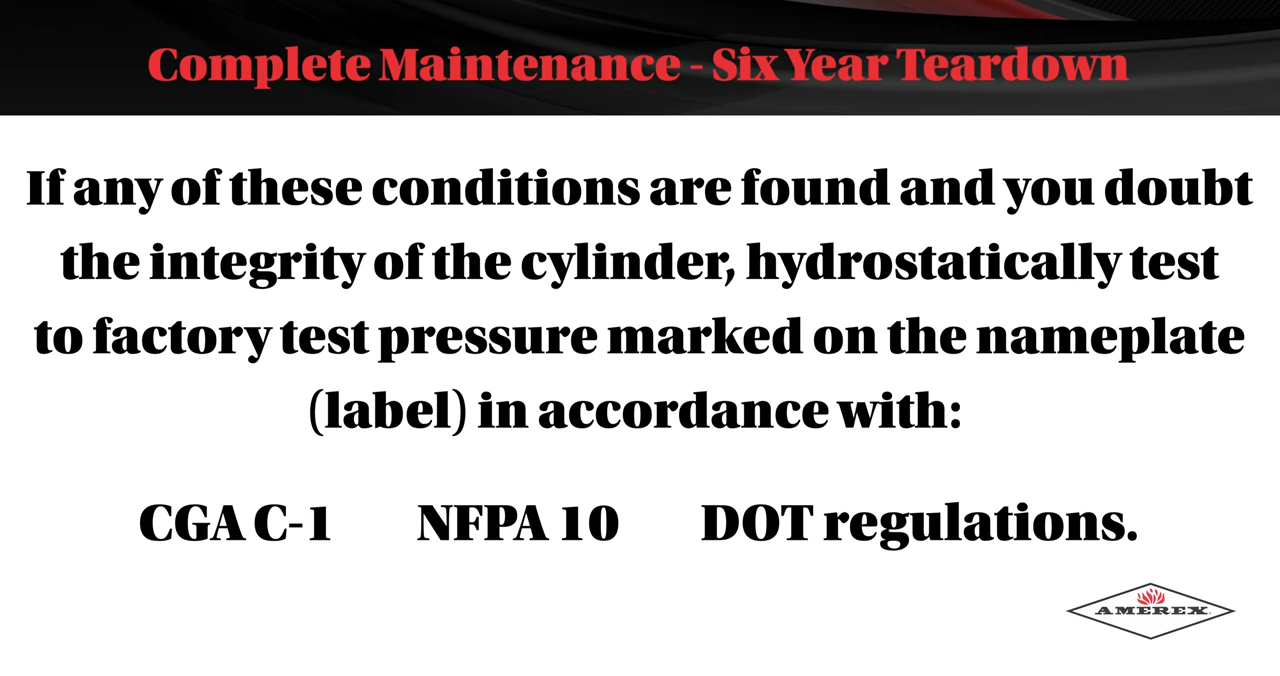 Complete Maintenance - Six Year Teardown
If any of these conditions are found and you doubt
the integrity of the cylinder, hydrostatically test
to factory test pressure marked on the nameplate
(label) in accordance with:
CGA C-1 NFPA 10 DOT regulations.
AMEREX